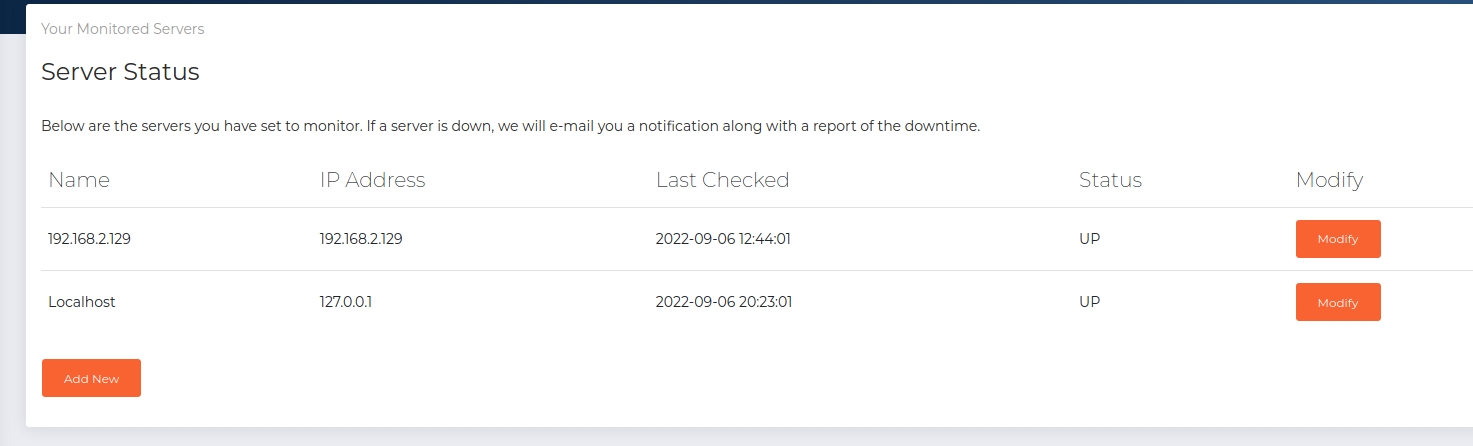 Your Monitored Servers
Server Status
Below are the servers you have set to monitor. If a server is down, we will e-mail you a notification along with a report of the downtime.
Name IP Address Last Checked Status Modify
192.168.2.129 192.168.2.129 2022-09-06 12:44:01 UP Modify
Localhost 127.0.0.1 2022-09-06 20:23:01 UP Modify
Add New